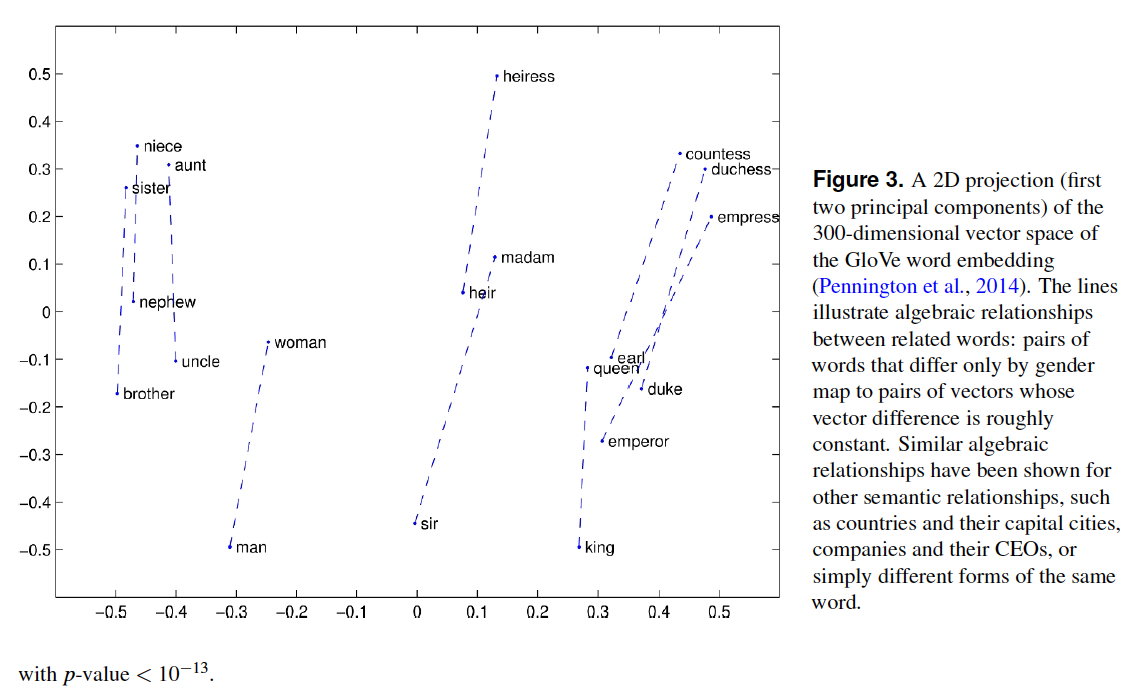 0.5
0.4
0.3
0.2
0.1
0
−0.1
−0.2
−0.3
−0.4
−0.5
heiress
niece
aunt
sister
countess
duchess
empress
madam
heir
nephew
woman
uncle
earl
queen
brother
duke
emperor
sir
man
king
−0.5 −0.4 −0.3 −0.2 −0.1 0 0.1 0.2 0.3 0.4 0.5
Figure 3. A 2D projection (first
two principal components) of the
300-dimensional vector space of
the GloVe word embedding
(Pennington et al., 2014). The lines
illustrate algebraic relationships
between related words: pairs of
words that differ only by gender
map to pairs of vectors whose
vector difference is roughly
constant. Similar algebraic
relationships have been shown for
other semantic relationships, such
as countries and their capital cities,
companies and their CEOs, or
simply different forms of the same
word.
with p-value < 10⁻¹³.